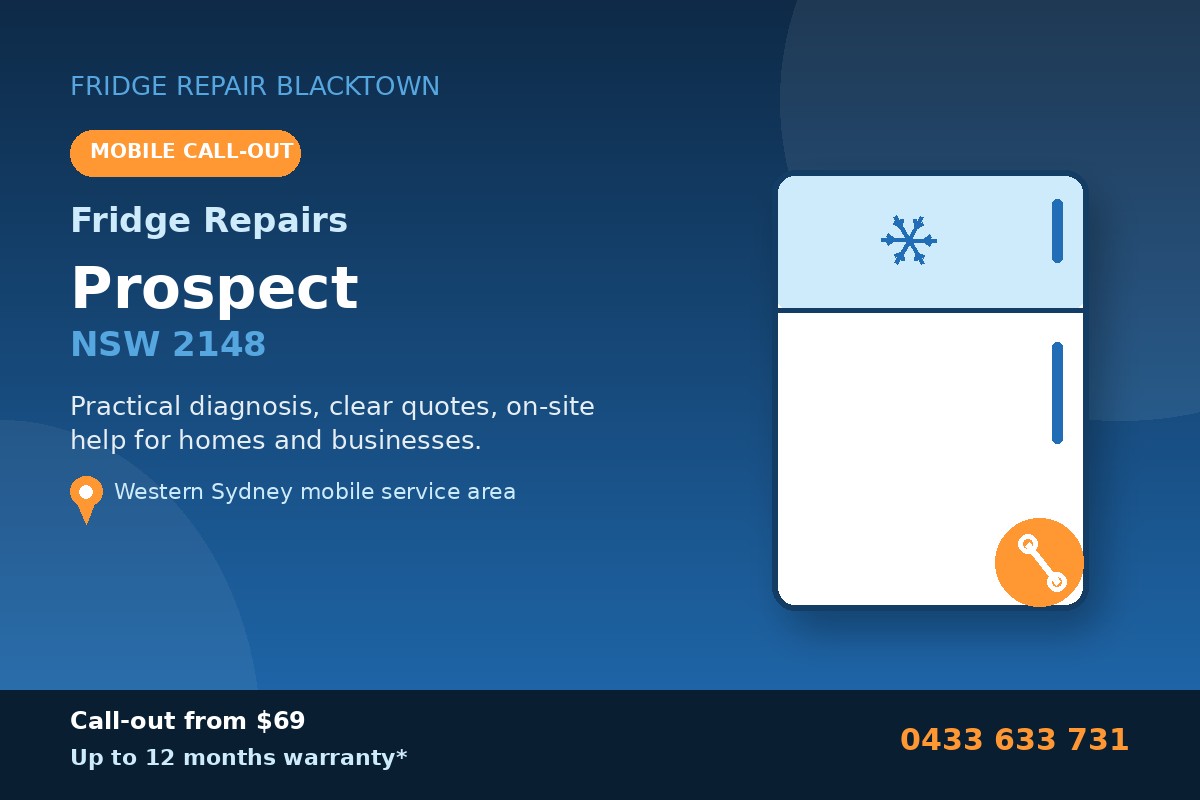 FRIDGE REPAIR BLACKTOWN
MOBILE CALL-OUT
Fridge Repairs
Prospect
NSW 2148
Practical diagnosis, clear quotes, on-site
help for homes and businesses.
Western Sydney mobile service area
Call-out from $69
Up to 12 months warranty*
0433 633 731